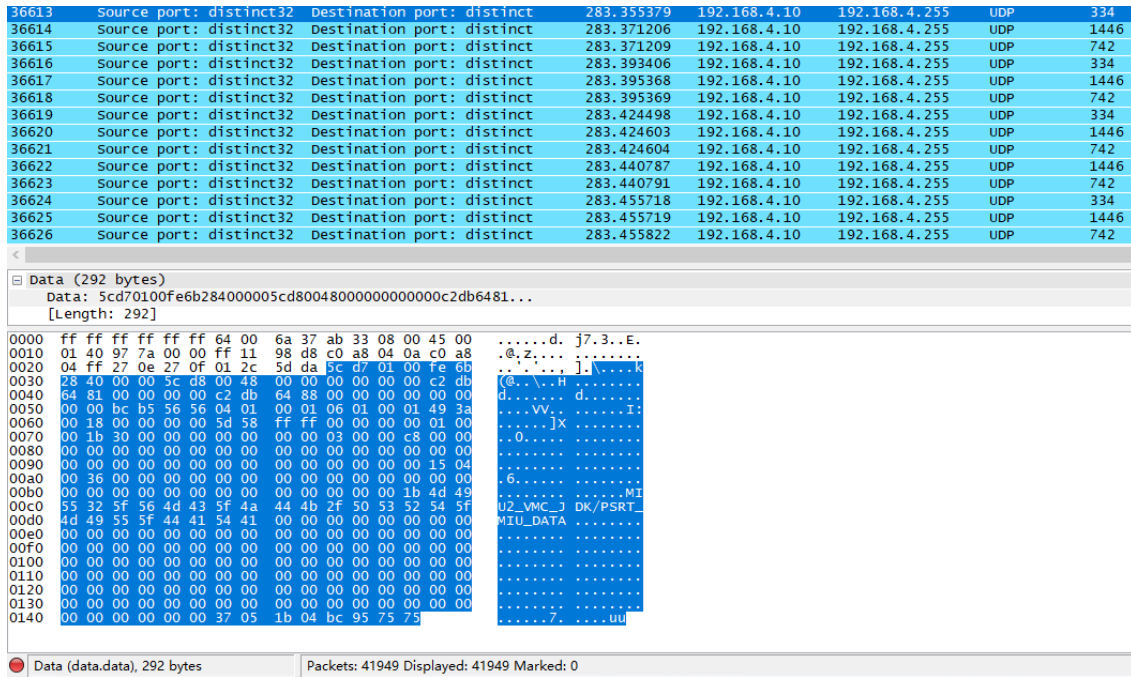 36613 Source port: distinct32 Destination port: distinct 283.355379 192.168.4.10 192.168.4.255 UDP 334
36614 Source port: distinct32 Destination port: distinct 283.371206 192.168.4.10 192.168.4.255 UDP 1446
36615 Source port: distinct32 Destination port: distinct 283.371209 192.168.4.10 192.168.4.255 UDP 742
36616 Source port: distinct32 Destination port: distinct 283.393406 192.168.4.10 192.168.4.255 UDP 334
36617 Source port: distinct32 Destination port: distinct 283.395368 192.168.4.10 192.168.4.255 UDP 1446
36618 Source port: distinct32 Destination port: distinct 283.395369 192.168.4.10 192.168.4.255 UDP 742
36619 Source port: distinct32 Destination port: distinct 283.424498 192.168.4.10 192.168.4.255 UDP 334
36620 Source port: distinct32 Destination port: distinct 283.424603 192.168.4.10 192.168.4.255 UDP 1446
36621 Source port: distinct32 Destination port: distinct 283.424604 192.168.4.10 192.168.4.255 UDP 742
36622 Source port: distinct32 Destination port: distinct 283.440787 192.168.4.10 192.168.4.255 UDP 1446
36623 Source port: distinct32 Destination port: distinct 283.440791 192.168.4.10 192.168.4.255 UDP 742
36624 Source port: distinct32 Destination port: distinct 283.455718 192.168.4.10 192.168.4.255 UDP 334
36625 Source port: distinct32 Destination port: distinct 283.455719 192.168.4.10 192.168.4.255 UDP 1446
36626 Source port: distinct32 Destination port: distinct 283.455822 192.168.4.10 192.168.4.255 UDP 742
Data (292 bytes)
Data: 5cd70100fe6b284000005cd80048000000000000c2db6481...
[Length: 292]
0000 ff ff ff ff ff ff 64 00 6a 37 ab 33 08 00 45 00 ......d. j7.3..E.
0010 01 40 97 7a 00 00 ff 11 98 d8 c0 a8 04 0a c0 a8 .@.z.... ........
0020 04 ff 27 0e 27 0f 01 2c 5d da 5c d7 01 00 fe 6b ..'.'.., ].\....k
0030 28 40 00 00 5c d8 00 48 00 00 00 00 00 00 c2 db (@..\..H ........
0040 64 81 00 00 00 00 c2 db 64 88 00 00 00 00 00 00 d....... d.......
0050 00 00 bc b5 56 56 04 01 00 01 06 01 00 01 49 3a ....VV.. ......I:
0060 00 18 00 00 00 00 5d 58 ff ff 00 00 00 00 01 00 ......]X ........
0070 00 1b 30 00 00 00 00 00 00 00 03 00 00 c8 00 00 ..0..... ........
0080 00 00 00 00 00 00 00 00 00 00 00 00 00 00 00 00 ........ ........
0090 00 00 00 00 00 00 00 00 00 00 00 00 00 00 15 04 ........ ........
00a0 00 36 00 00 00 00 00 00 00 00 00 00 00 00 00 00 .6...... ........
00b0 00 00 00 00 00 00 00 00 00 00 00 00 00 1b 4d 49 ........ ......MI
00c0 55 32 5f 56 4d 43 5f 4a 44 4b 2f 50 53 52 54 5f U2_VMC_J DK/PSRT_
00d0 4d 49 55 5f 44 41 54 41 00 00 00 00 00 00 00 00 MIU_DATA ........
00e0 00 00 00 00 00 00 00 00 00 00 00 00 00 00 00 00 ........ ........
00f0 00 00 00 00 00 00 00 00 00 00 00 00 00 00 00 00 ........ ........
0100 00 00 00 00 00 00 00 00 00 00 00 00 00 00 00 00 ........ ........
0110 00 00 00 00 00 00 00 00 00 00 00 00 00 00 00 00 ........ ........
0120 00 00 00 00 00 00 00 00 00 00 00 00 00 00 00 00 ........ ........
0130 00 00 00 00 00 00 00 00 00 00 00 00 00 00 00 00 ........ ........
0140 00 00 00 00 00 00 37 05 1b 04 bc 95 75 75 ......7. ....uu
Data (data.data), 292 bytes Packets: 41949 Displayed: 41949 Marked: 0